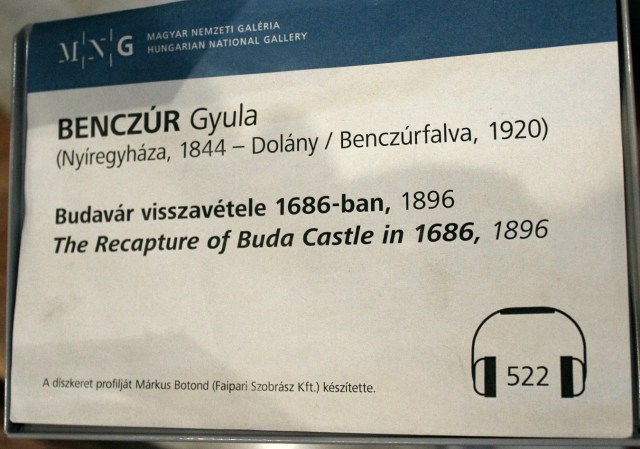 MNG
MAGYAR NEMZETI GALÉRIA
HUNGARIAN NATIONAL GALLERY
BENCZÚR Gyula
(Nyíregyháza, 1844 – Dolány / Benczúrfalva, 1920)
Budavár visszavétele 1686-ban, 1896
The Recapture of Buda Castle in 1686, 1896
522
A díszkeret profilját Márkus Botond (Faipari Szobrász Kft.) készítette.